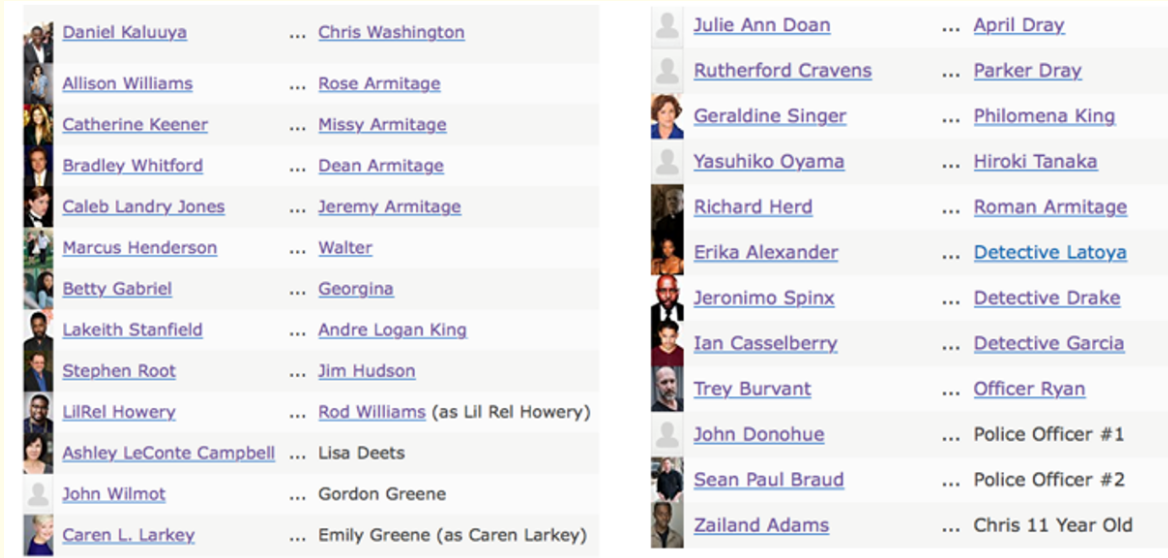 Daniel Kaluuya ... Chris Washington
Allison Williams ... Rose Armitage
Catherine Keener ... Missy Armitage
Bradley Whitford ... Dean Armitage
Caleb Landry Jones ... Jeremy Armitage
Marcus Henderson ... Walter
Betty Gabriel ... Georgina
Lakeith Stanfield ... Andre Logan King
Stephen Root ... Jim Hudson
LilRel Howery ... Rod Williams (as Lil Rel Howery)
Ashley LeConte Campbell ... Lisa Deets
John Wilmot ... Gordon Greene
Caren L. Larkey ... Emily Greene (as Caren Larkey)
Julie Ann Doan ... April Dray
Rutherford Cravens ... Parker Dray
Geraldine Singer ... Philomena King
Yasuhiko Oyama ... Hiroki Tanaka
Richard Herd ... Roman Armitage
Erika Alexander ... Detective Latoya
Jeronimo Spinx ... Detective Drake
Ian Casselberry ... Detective Garcia
Trey Burvant ... Officer Ryan
John Donohue ... Police Officer #1
Sean Paul Braud ... Police Officer #2
Zailand Adams ... Chris 11 Year Old